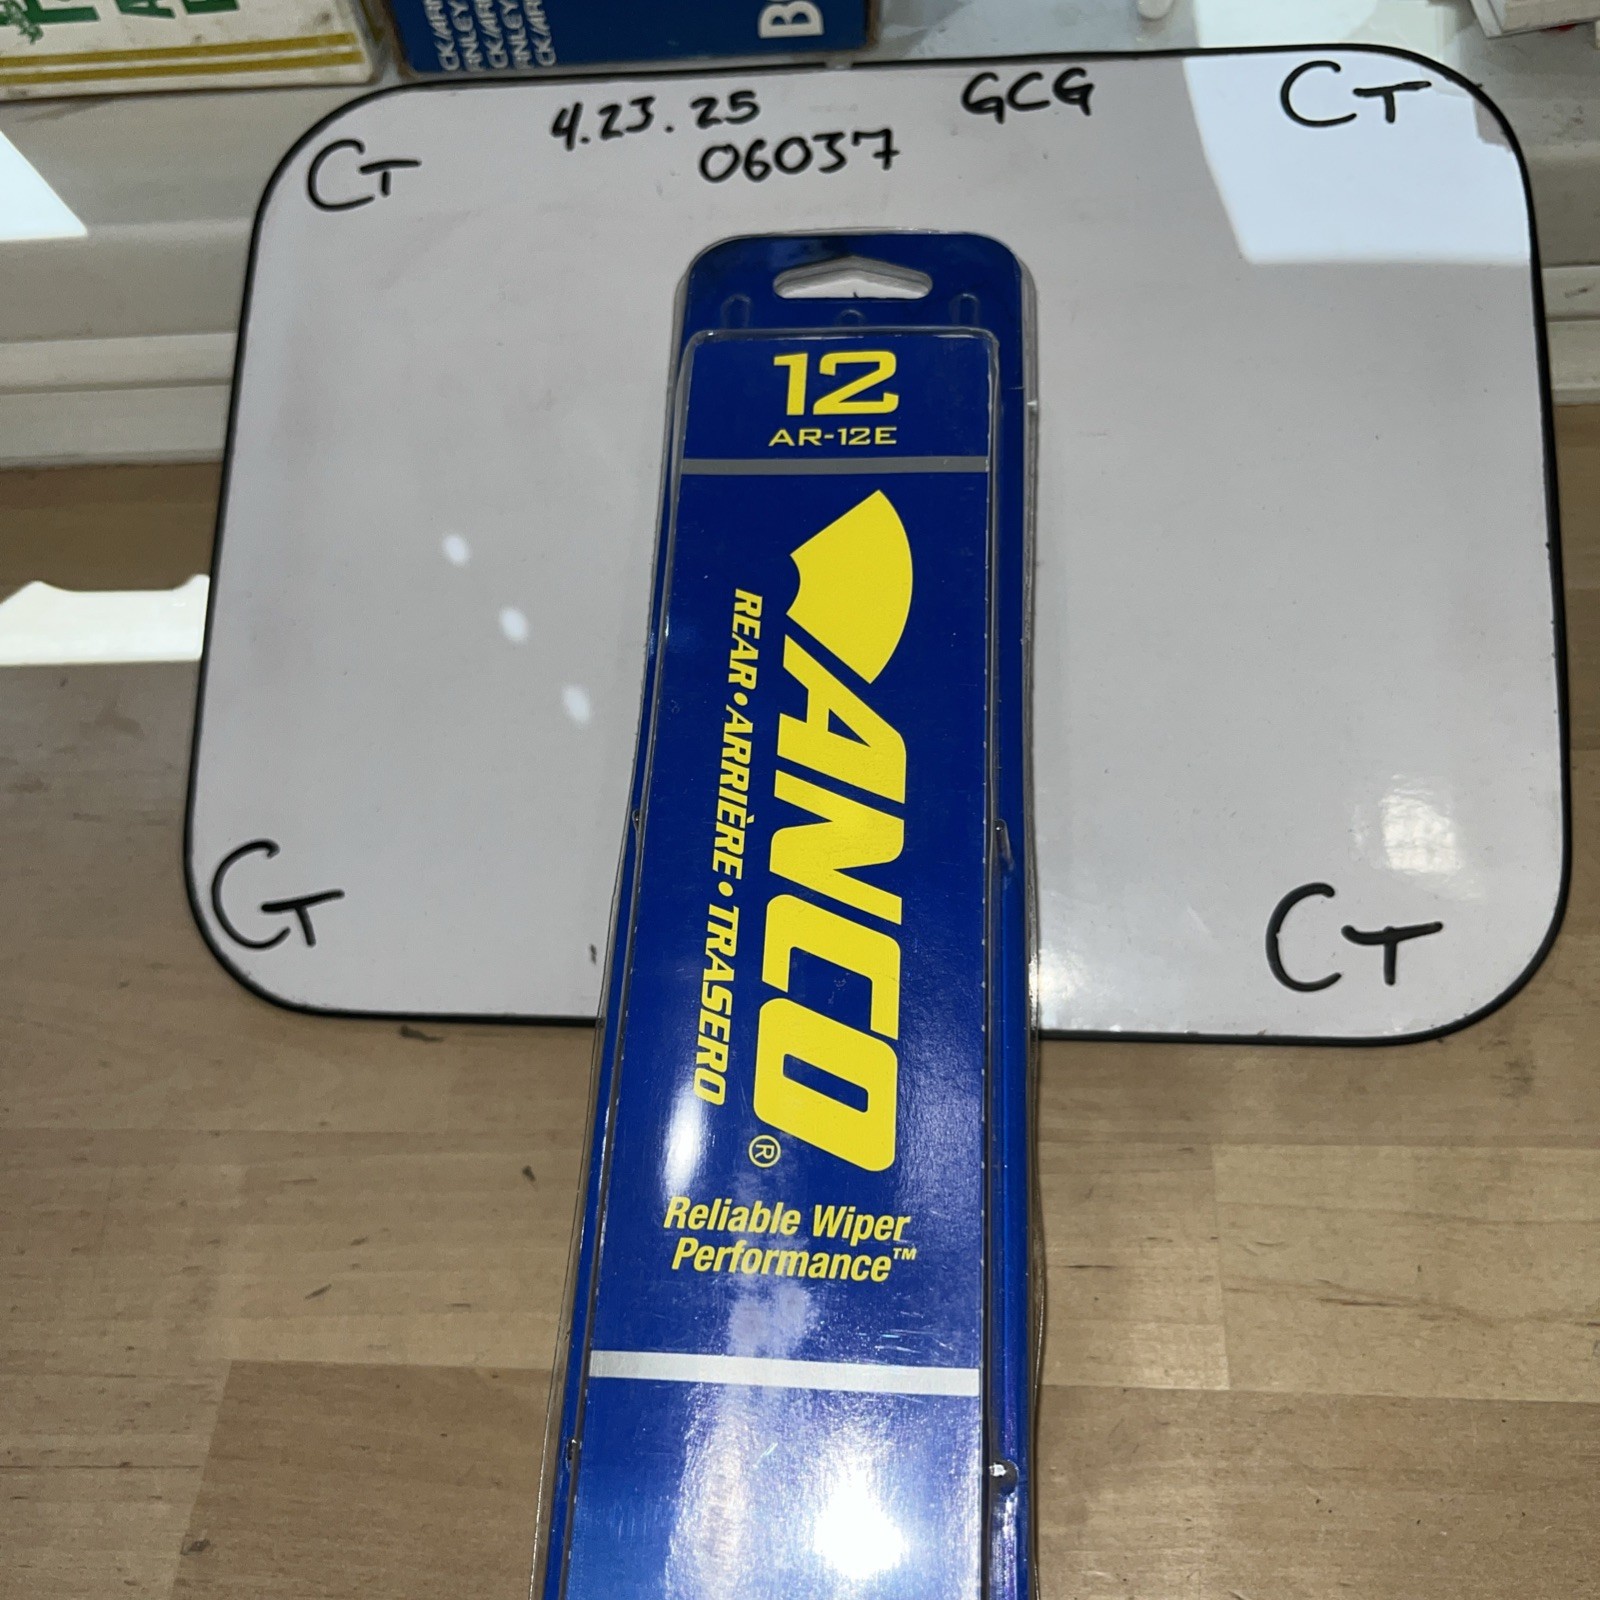 4.23.25 GCG CT
CT 06037
12
AR-12E
ANCO®
REAR • ARRIÈRE • TRASERO
Reliable Wiper
Performance™
CT
CT